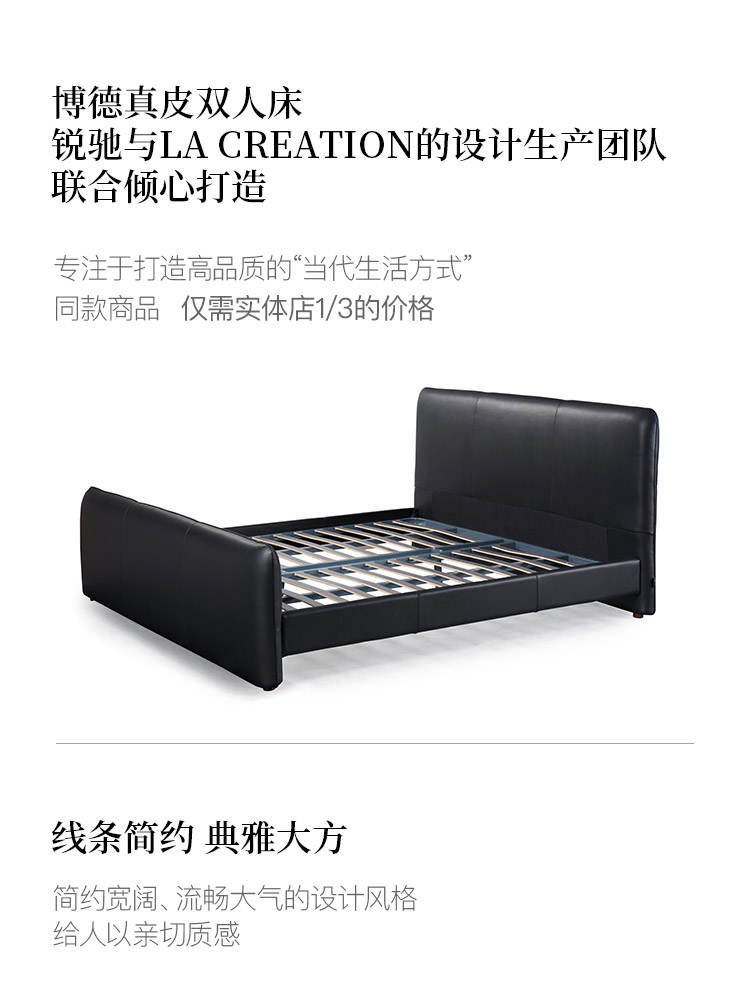 博德真皮双人床
锐驰与LA CREATION的设计生产团队
联合倾心打造
专注于打造高品质的“当代生活方式”
同款商品 仅需实体店1/3的价格
线条简约 典雅大方
简约宽阔、流畅大气的设计风格
给人以亲切质感